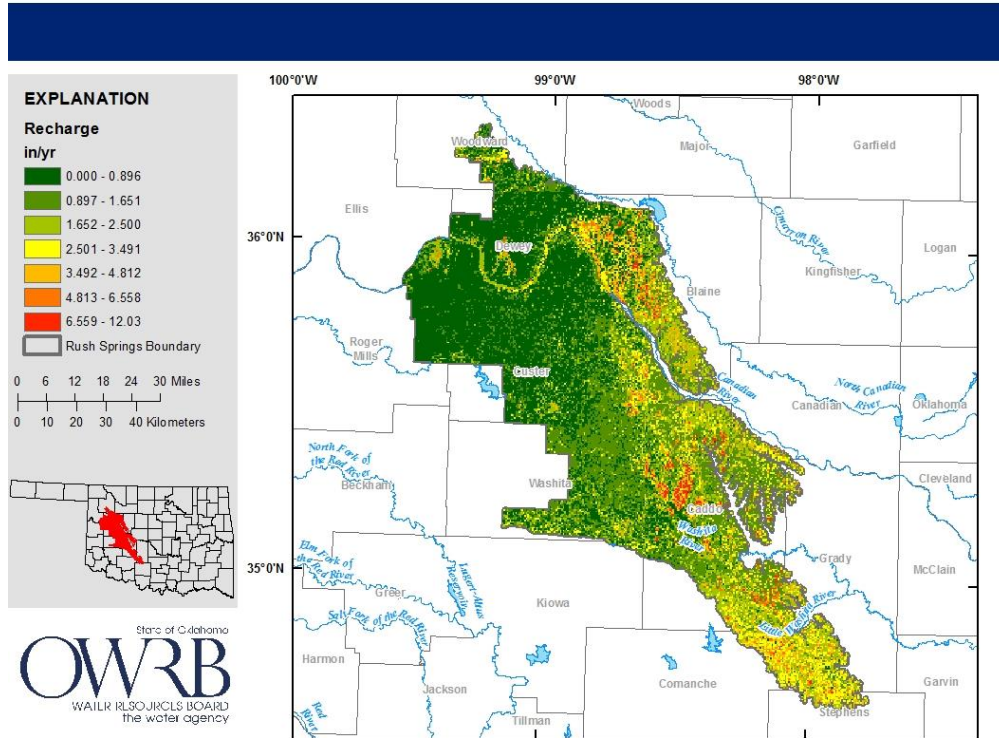 EXPLANATION
Recharge
in/yr
0.000 - 0.896
0.897 - 1.651
1.652 - 2.500
2.501 - 3.491
3.492 - 4.812
4.813 - 6.558
6.559 - 12.03
Rush Springs Boundary
0 6 12 18 24 30 Miles
0 10 20 30 40 Kilometers
State of Oklahoma
OWRB
WATER RESOURCES BOARD
the water agency
100°0'W
99°0'W
98°0'W
36°0'N
35°0'N
Woods
Woodward
Major
Garfield
Ellis
Cimarron River
Dewey
Logan
Kingfisher
Blaine
Roger
Mills
Custer
Canadian
River
North Canadian
River
Canadian
Oklahoma
North Fork of
the Red River
Beckham
Washita
Cleveland
Caddo
Washita
River
Elm Fork of
the Red River
Lugert-Altus
Reservoir
Grady
McClain
Greer
Kiowa
Salt Fork of the Red River
Little Washita River
Harmon
Jackson
Comanche
Garvin
Red
River
Tillman
Stephens